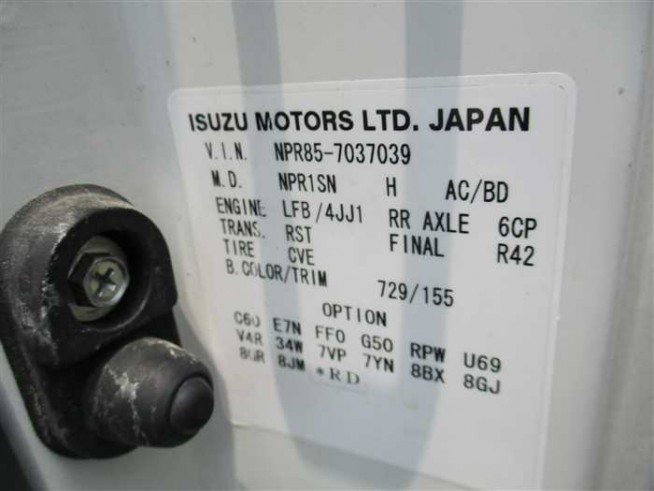 ISUZU MOTORS LTD. JAPAN
V.I.N. NPR85-7037039
M.D. NPR1SN H AC/BD
ENGINE LFB/4JJ1 RR AXLE 6CP
TRANS. RST FINAL R42
TIRE CVE
B.COLOR/TRIM 729/155
OPTION
C60 E7N FF0 G50 RPW U69
V4R 34W 7VP 7YN 8BX 8GJ
8GR 8JM *RD